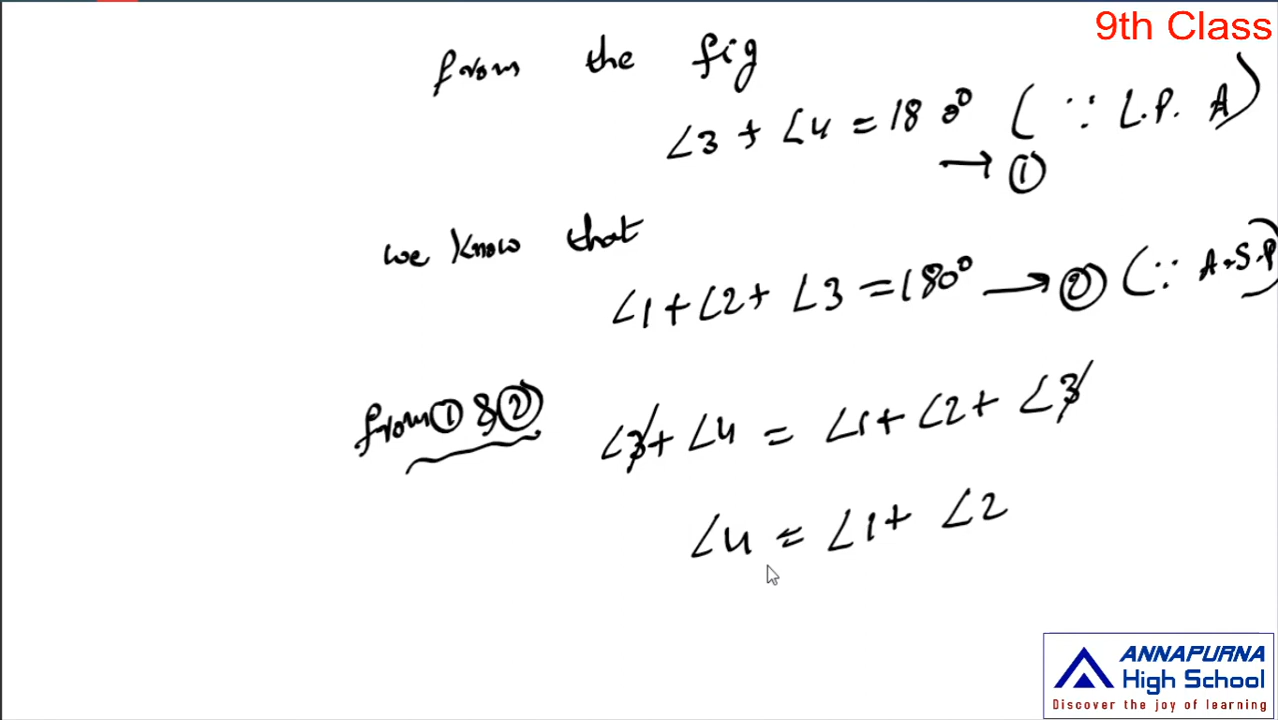 9th Class
from the fig
∠3 + ∠4 = 180° (∵ L.P. A)
→ ①
we know that
∠1 + ∠2 + ∠3 = 180° → ② (∵ A.S.P)
from ① & ② ∠3 + ∠4 = ∠1 + ∠2 + ∠3
∠4 = ∠1 + ∠2
ANNAPURNA
High School
Discover the joy of learning